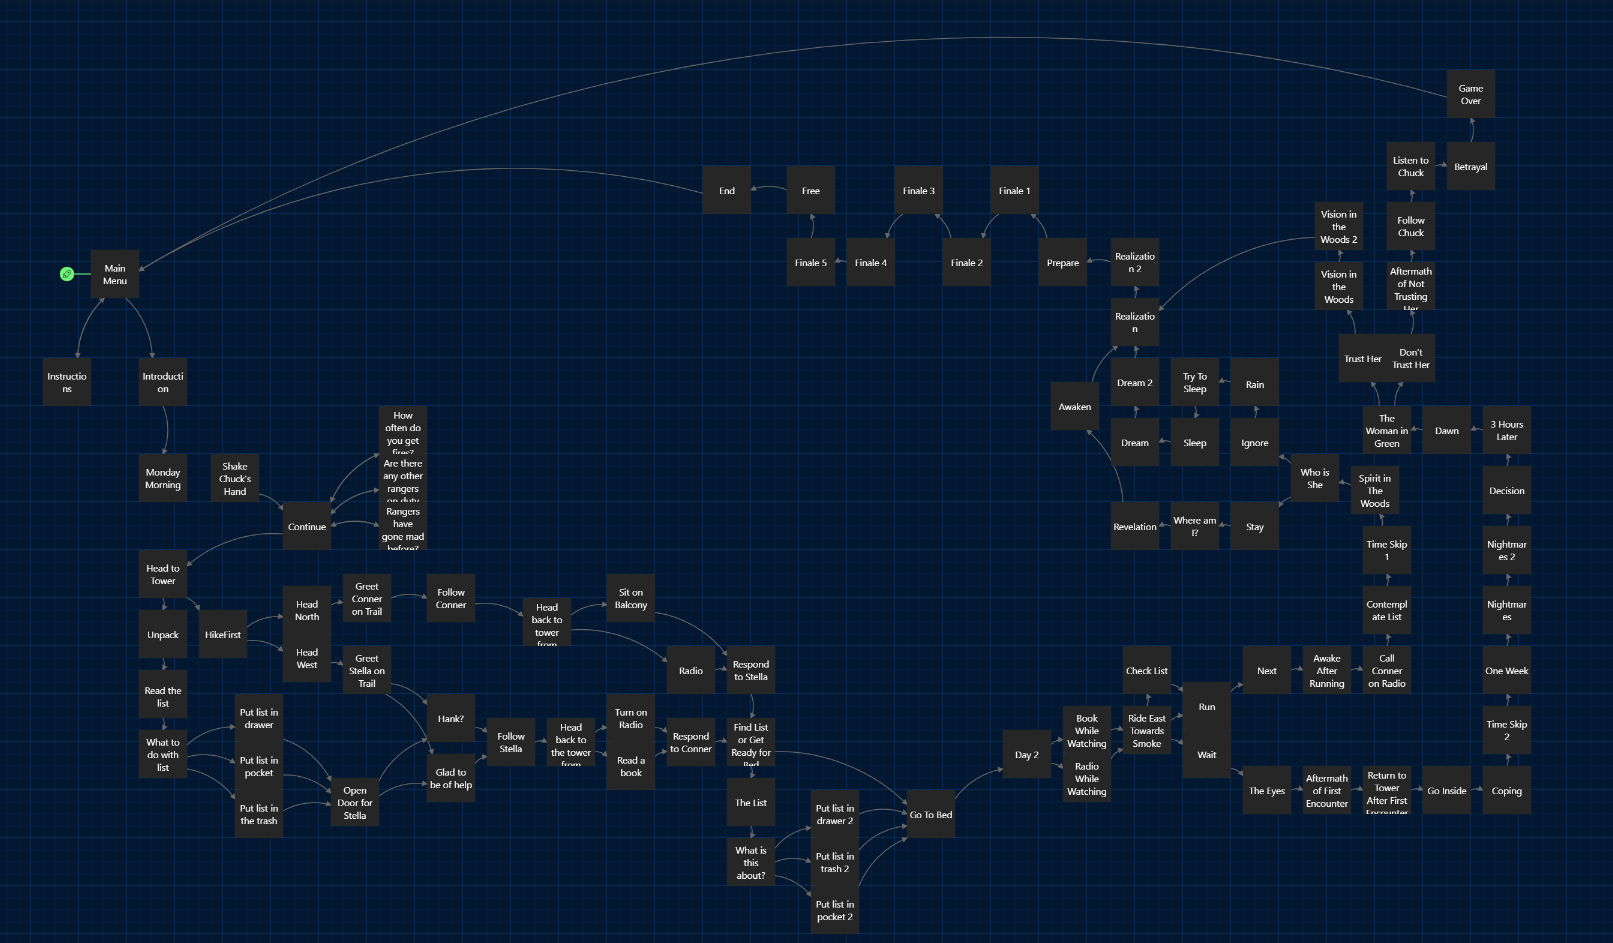 Game
Over
Listen to
Chuck
Betrayal
End
Free
Finale 3
Finale 1
Vision in
the
Woods 2
Follow
Chuck
Main
Menu
Finale 5
Finale 4
Finale 2
Prepare
Realizatio
n 2
Vision in
the
Woods
Aftermath
of Not
Trusting
Her
Realizatio
n
Trust Her
Don't
Trust Her
Instructio
ns
Introducti
on
Awaken
Dream 2
Try To
Sleep
Rain
How
often do
you get
fires?
Dream
Sleep
Ignore
The
Woman in
Green
Dawn
3 Hours
Later
Monday
Morning
Shake
Chuck's
Hand
Are there
any other
rangers
on duty
Who is
She
Spirit in
The
Woods
Decision
Continue
Rangers
have
gone mad
before?
Revelation
Where am
I?
Stay
Time Skip
1
Nightmar
es 2
Head to
Tower
Greet
Conner
on Trail
Follow
Conner
Sit on
Balcony
Head
North
Head
back to
tower
from
Contempl
ate List
Nightmar
es
Unpack
HikeFirst
Head
West
Greet
Stella on
Trail
Radio
Respond
to Stella
Check List
Next
Awake
After
Running
Call
Conner
on Radio
One Week
Read the
list
Put list in
drawer
Hank?
Turn on
Radio
Run
What to
do with
list
Follow
Stella
Head
back to
the tower
from
Respond
to Conner
Find List
or Get
Ready for
Bed
Book
While
Watching
Ride East
Towards
Smoke
Time Skip
2
Put list in
pocket
Glad to
be of help
Read a
book
Day 2
Radio
While
Watching
Wait
Put list in
the trash
Open
Door for
Stella
The List
Put list in
drawer 2
Go To Bed
The Eyes
Aftermath
of First
Encounter
Return to
Tower
After First
Encounter
Go Inside
Coping
What is
this
about?
Put list in
trash 2
Put list in
pocket 2